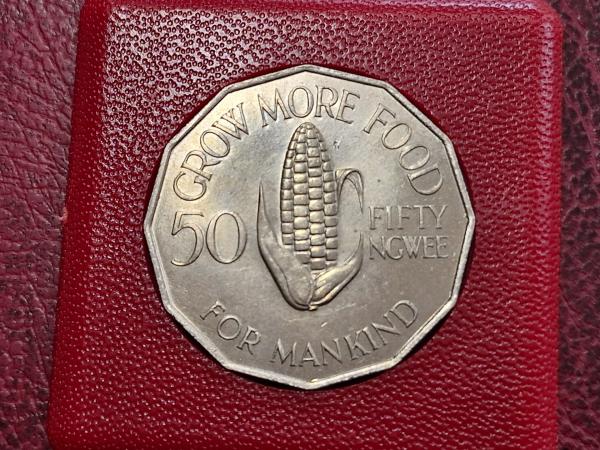 GROW MORE FOOD
50
FIFTY
NGWEE
FOR MANKIND